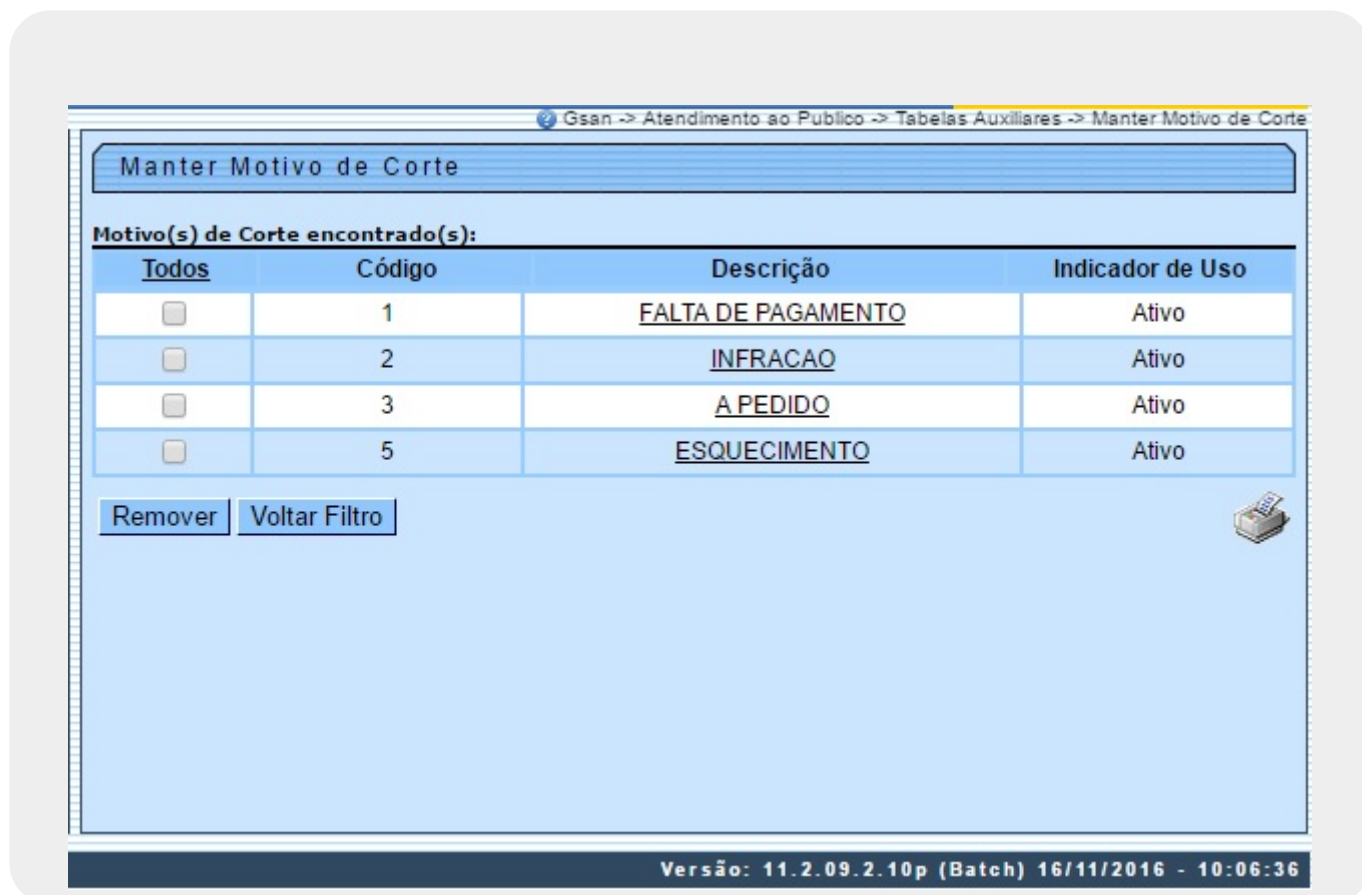 Gsan -> Atendimento ao Publico -> Tabelas Auxiliares -> Manter Motivo de Corte
Manter Motivo de Corte
Motivo(s) de Corte encontrado(s):
Todos Código Descrição Indicador de Uso
1 FALTA DE PAGAMENTO Ativo
2 INFRACAO Ativo
3 A PEDIDO Ativo
5 ESQUECIMENTO Ativo
Remover Voltar Filtro
Versão: 11.2.09.2.10p (Batch) 16/11/2016 - 10:06:36